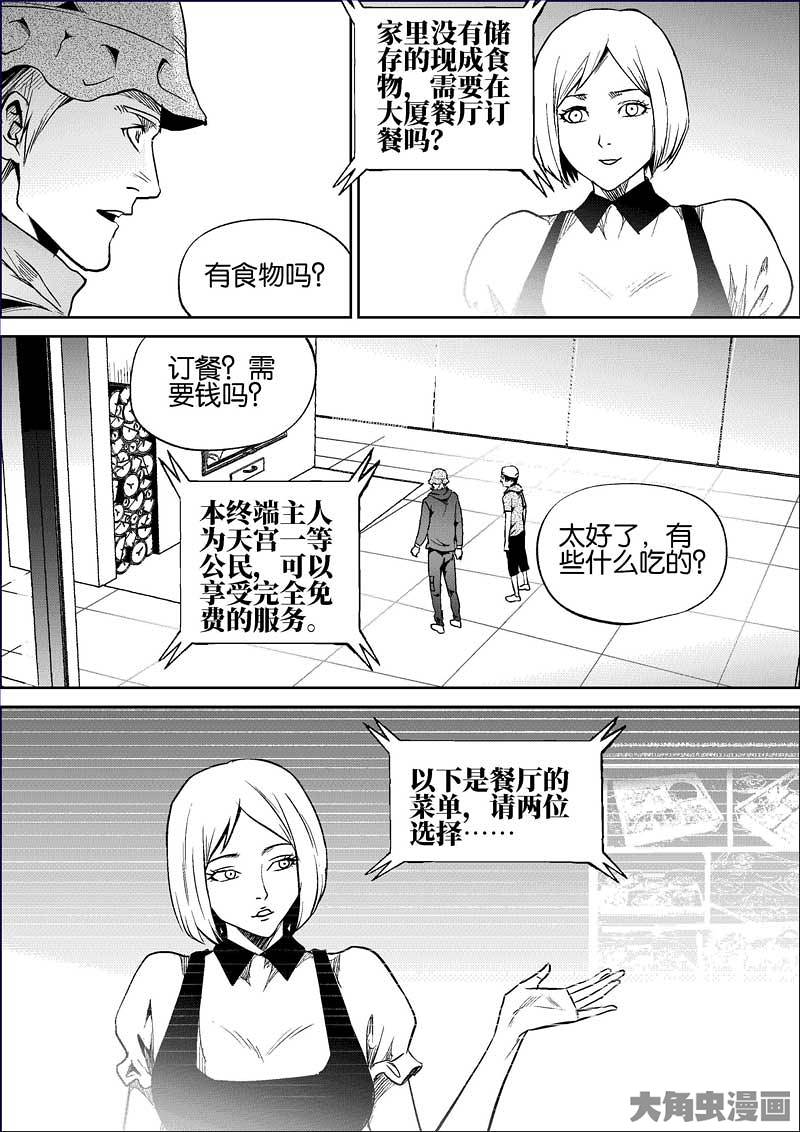 有食物吗?
家里没有储
存的现成食
物，需要在
大厦餐厅订
餐吗？
订餐？需
要钱吗?
本终端主人
为天宫一等
公民，可以
享受完全免
费的服务。
太好了，有
些什么吃的?
以下是餐厅的
菜单，请两位
选择……
大角虫漫画